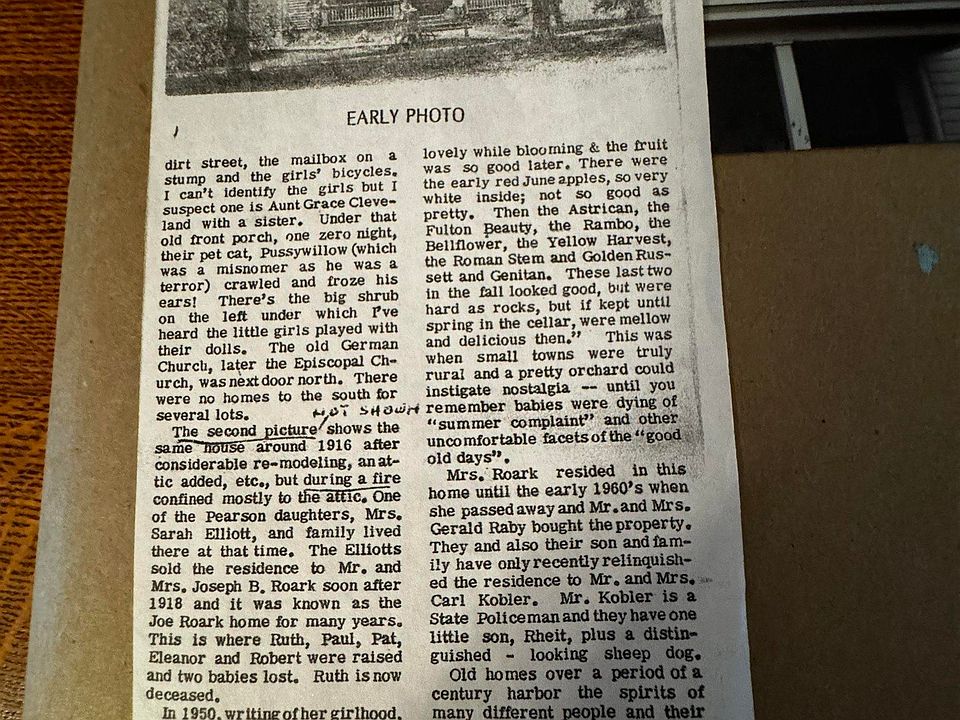 EARLY PHOTO
dirt street, the mailbox on a
stump and the girls' bicycles.
I can't identify the girls but I
suspect one is Aunt Grace Cleve-
land with a sister. Under that
old front porch, one zero night,
their pet cat, Pussywillow (which
was a misnomer as he was a
terror) crawled and froze his
ears! There's the big shrub
on the left under which I've
heard the little girls played with
their dolls. The old German
Church, later the Episcopal Ch-
urch, was next door north. There
were no homes to the south for
several lots.
NOT SHOWN
The second picture shows the
same house around 1916 after
considerable re-modeling, an at-
tic added, etc., but during a fire
confined mostly to the attic. One
of the Pearson daughters, Mrs.
Sarah Elliott, and family lived
there at that time. The Elliotts
sold the residence to Mr. and
Mrs. Joseph B. Roark soon after
1918 and it was known as the
Joe Roark home for many years.
This is where Ruth, Paul, Pat,
Eleanor and Robert were raised
and two babies lost. Ruth is now
deceased.
In 1950, writing of her girlhood,
lovely while blooming & the fruit
was so good later. There were
the early red June apples, so very
white inside; not so good as
pretty. Then the Astrican, the
Fulton Beauty, the Rambo, the
Bellflower, the Yellow Harvest,
the Roman Stem and Golden Rus-
sett and Genitan. These last two
in the fall looked good, but were
hard as rocks, but if kept until
spring in the cellar, were mellow
and delicious then." This was
when small towns were truly
rural and a pretty orchard could
instigate nostalgia -- until you
remember babies were dying of
"summer complaint" and other
uncomfortable facets of the "good
old days".
Mrs. Roark resided in this
home until the early 1960's when
she passed away and Mr. and Mrs.
Gerald Raby bought the property.
They and also their son and fam-
ily have only recently relinquish-
ed the residence to Mr. and Mrs.
Carl Kobler. Mr. Kobler is a
State Policeman and they have one
little son, Rheit, plus a distin-
guished - looking sheep dog.
Old homes over a period of a
century harbor the spirits of
many different people and their